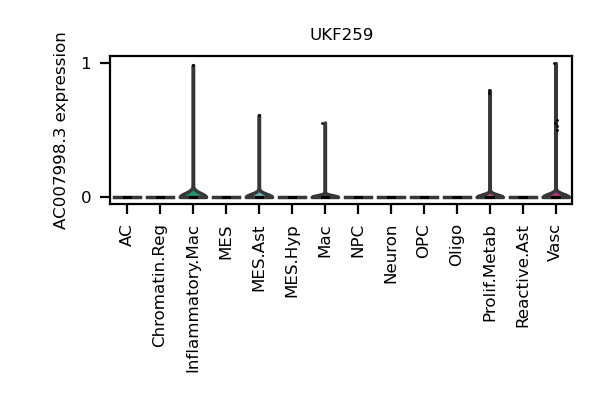 UKF259
AC007998.3 expression
1
0
AC
Chromatin.Reg
Inflammatory.Mac
MES
MES.Ast
MES.Hyp
Mac
NPC
Neuron
OPC
Oligo
Prolif.Metab
Reactive.Ast
Vasc